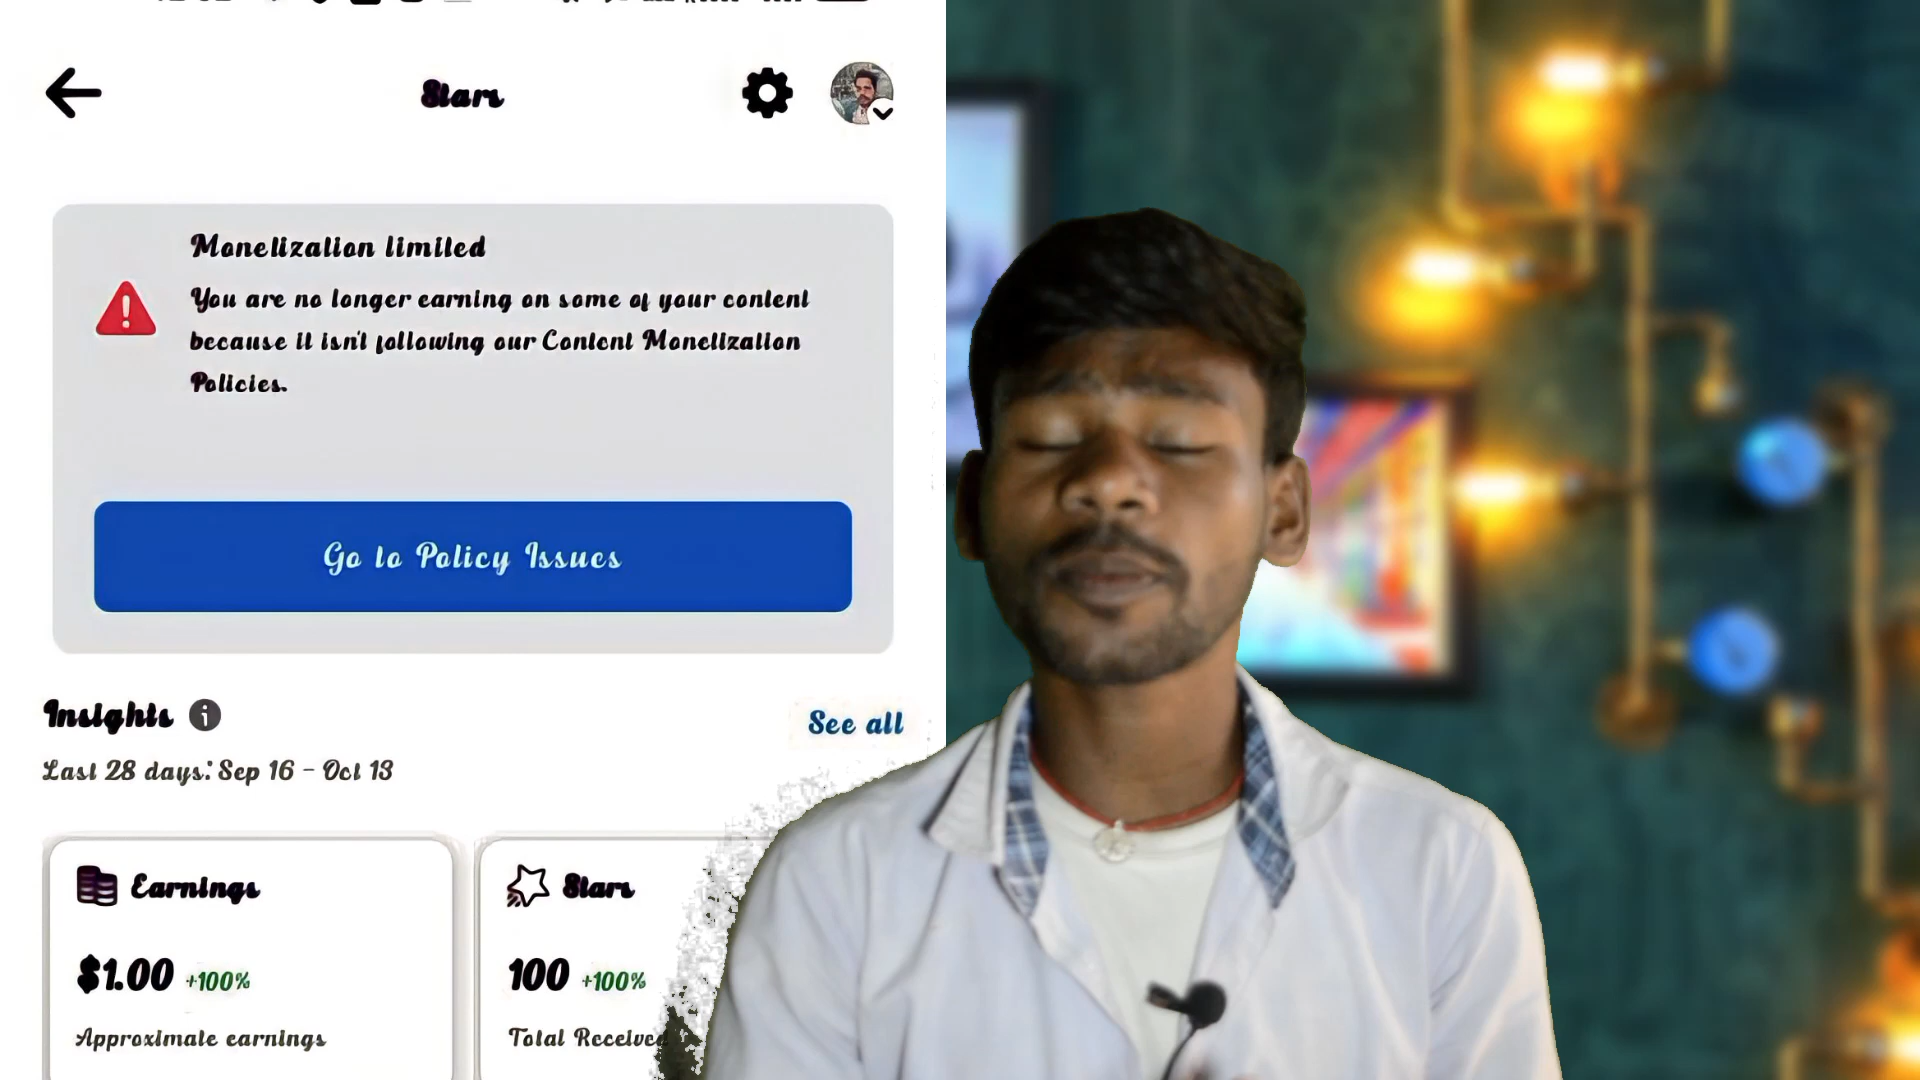 Stars
Monetization limited
You are no longer earning on some of your content
because it isn't following our Content Monetization
Policies.
Go to Policy Issues
Insights
See all
Last 28 days: Sep 16 - Oct 13
Earnings
Stars
$1.00 +100%
100 +100%
Approximate earnings
Total Received